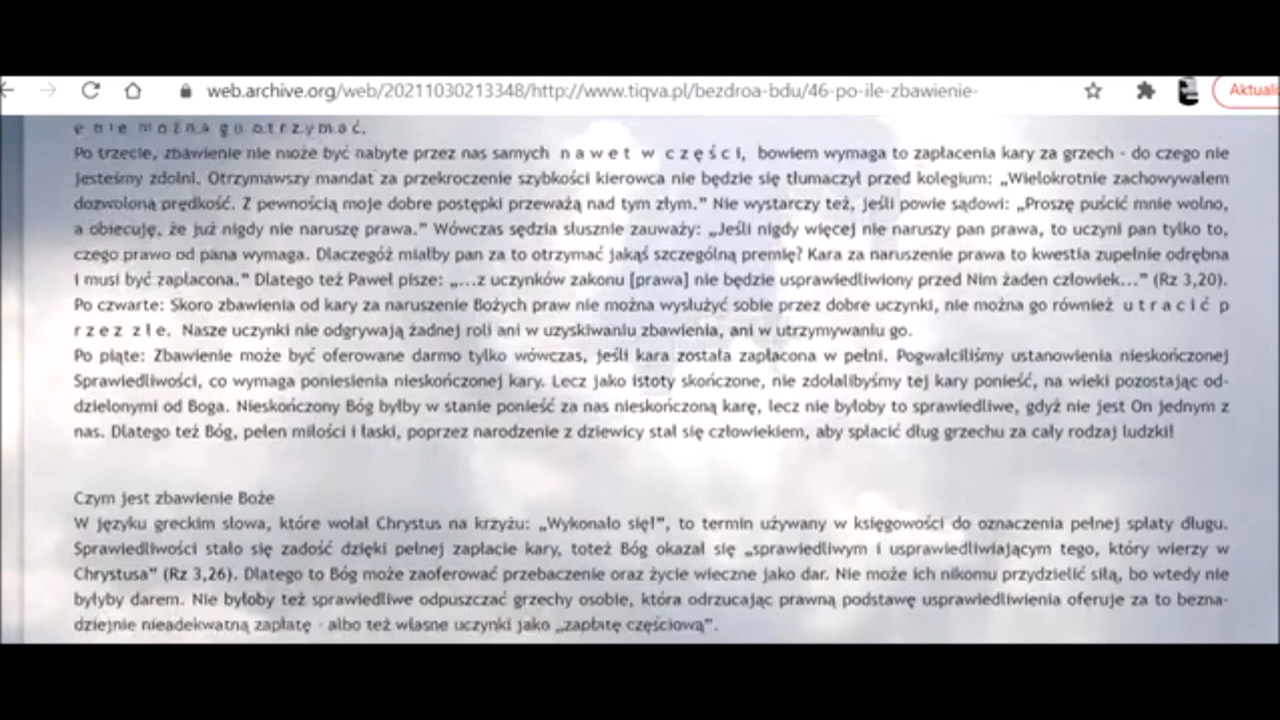 web.archive.org/web/20211030213348/http://www.tiqva.pl/bezdroa-bdu/46-po-ile-zbawienie-
Aktuali
e nie można go otrzymać.
Po trzecie, zbawienie nie może być nabyte przez nas samych n a w e t w c z ę ś c i, bowiem wymaga to zapłacenia kary za grzech - do czego nie
jesteśmy zdolni. Otrzymawszy mandat za przekroczenie szybkości kierowca nie będzie się tłumaczył przed kolegium: „Wielokrotnie zachowywałem
dozwoloną prędkość. Z pewnością moje dobre postępki przeważą nad tym złym.” Nie wystarczy też, jeśli powie sądowi: „Proszę puścić mnie wolno,
a obiecuję, że już nigdy nie naruszę prawa.” Wówczas sędzia słusznie zauważy: „Jeśli nigdy więcej nie naruszy pan prawa, to uczyni pan tylko to,
czego prawo od pana wymaga. Dlaczegóż miałby pan za to otrzymać jakąś szczególną premię? Kara za naruszenie prawa to kwestia zupełnie odrębna
i musi być zapłacona.” Dlatego też Paweł pisze: „...z uczynków zakonu [prawa] nie będzie usprawiedliwiony przed Nim żaden człowiek...” (Rz 3,20).
Po czwarte: Skoro zbawienia od kary za naruszenie Bożych praw nie można wysłużyć sobie przez dobre uczynki, nie można go również u t r a c i ć p
r z e z z ł e. Nasze uczynki nie odgrywają żadnej roli ani w uzyskiwaniu zbawienia, ani w utrzymywaniu go.
Po piąte: Zbawienie może być oferowane darmo tylko wówczas, jeśli kara została zapłacona w pełni. Pogwałciliśmy ustanowienia nieskończonej
Sprawiedliwości, co wymaga poniesienia nieskończonej kary. Lecz jako istoty skończone, nie zdołalibyśmy tej kary ponieść, na wieki pozostając od-
dzielonymi od Boga. Nieskończony Bóg byłby w stanie ponieść za nas nieskończoną karę, lecz nie byłoby to sprawiedliwe, gdyż nie jest On jednym z
nas. Dlatego też Bóg, pełen miłości i łaski, poprzez narodzenie z dziewicy stał się człowiekiem, aby spłacić dług grzechu za cały rodzaj ludzki!
Czym jest zbawienie Boże
W języku greckim słowa, które wołał Chrystus na krzyżu: „Wykonało się!”, to termin używany w księgowości do oznaczenia pełnej spłaty długu.
Sprawiedliwości stało się zadość dzięki pełnej zapłacie kary, toteż Bóg okazał się „sprawiedliwym i usprawiedliwiającym tego, który wierzy w
Chrystusa” (Rz 3,26). Dlatego to Bóg może zaoferować przebaczenie oraz życie wieczne jako dar. Nie może ich nikomu przydzielić siłą, bo wtedy nie
byłyby darem. Nie byłoby też sprawiedliwe odpuszczać grzechy osobie, która odrzucając prawną podstawę usprawiedliwienia oferuje za to bezna-
dziejnie nieadekwatną zapłatę - albo też własne uczynki jako „zapłatę częściową”.